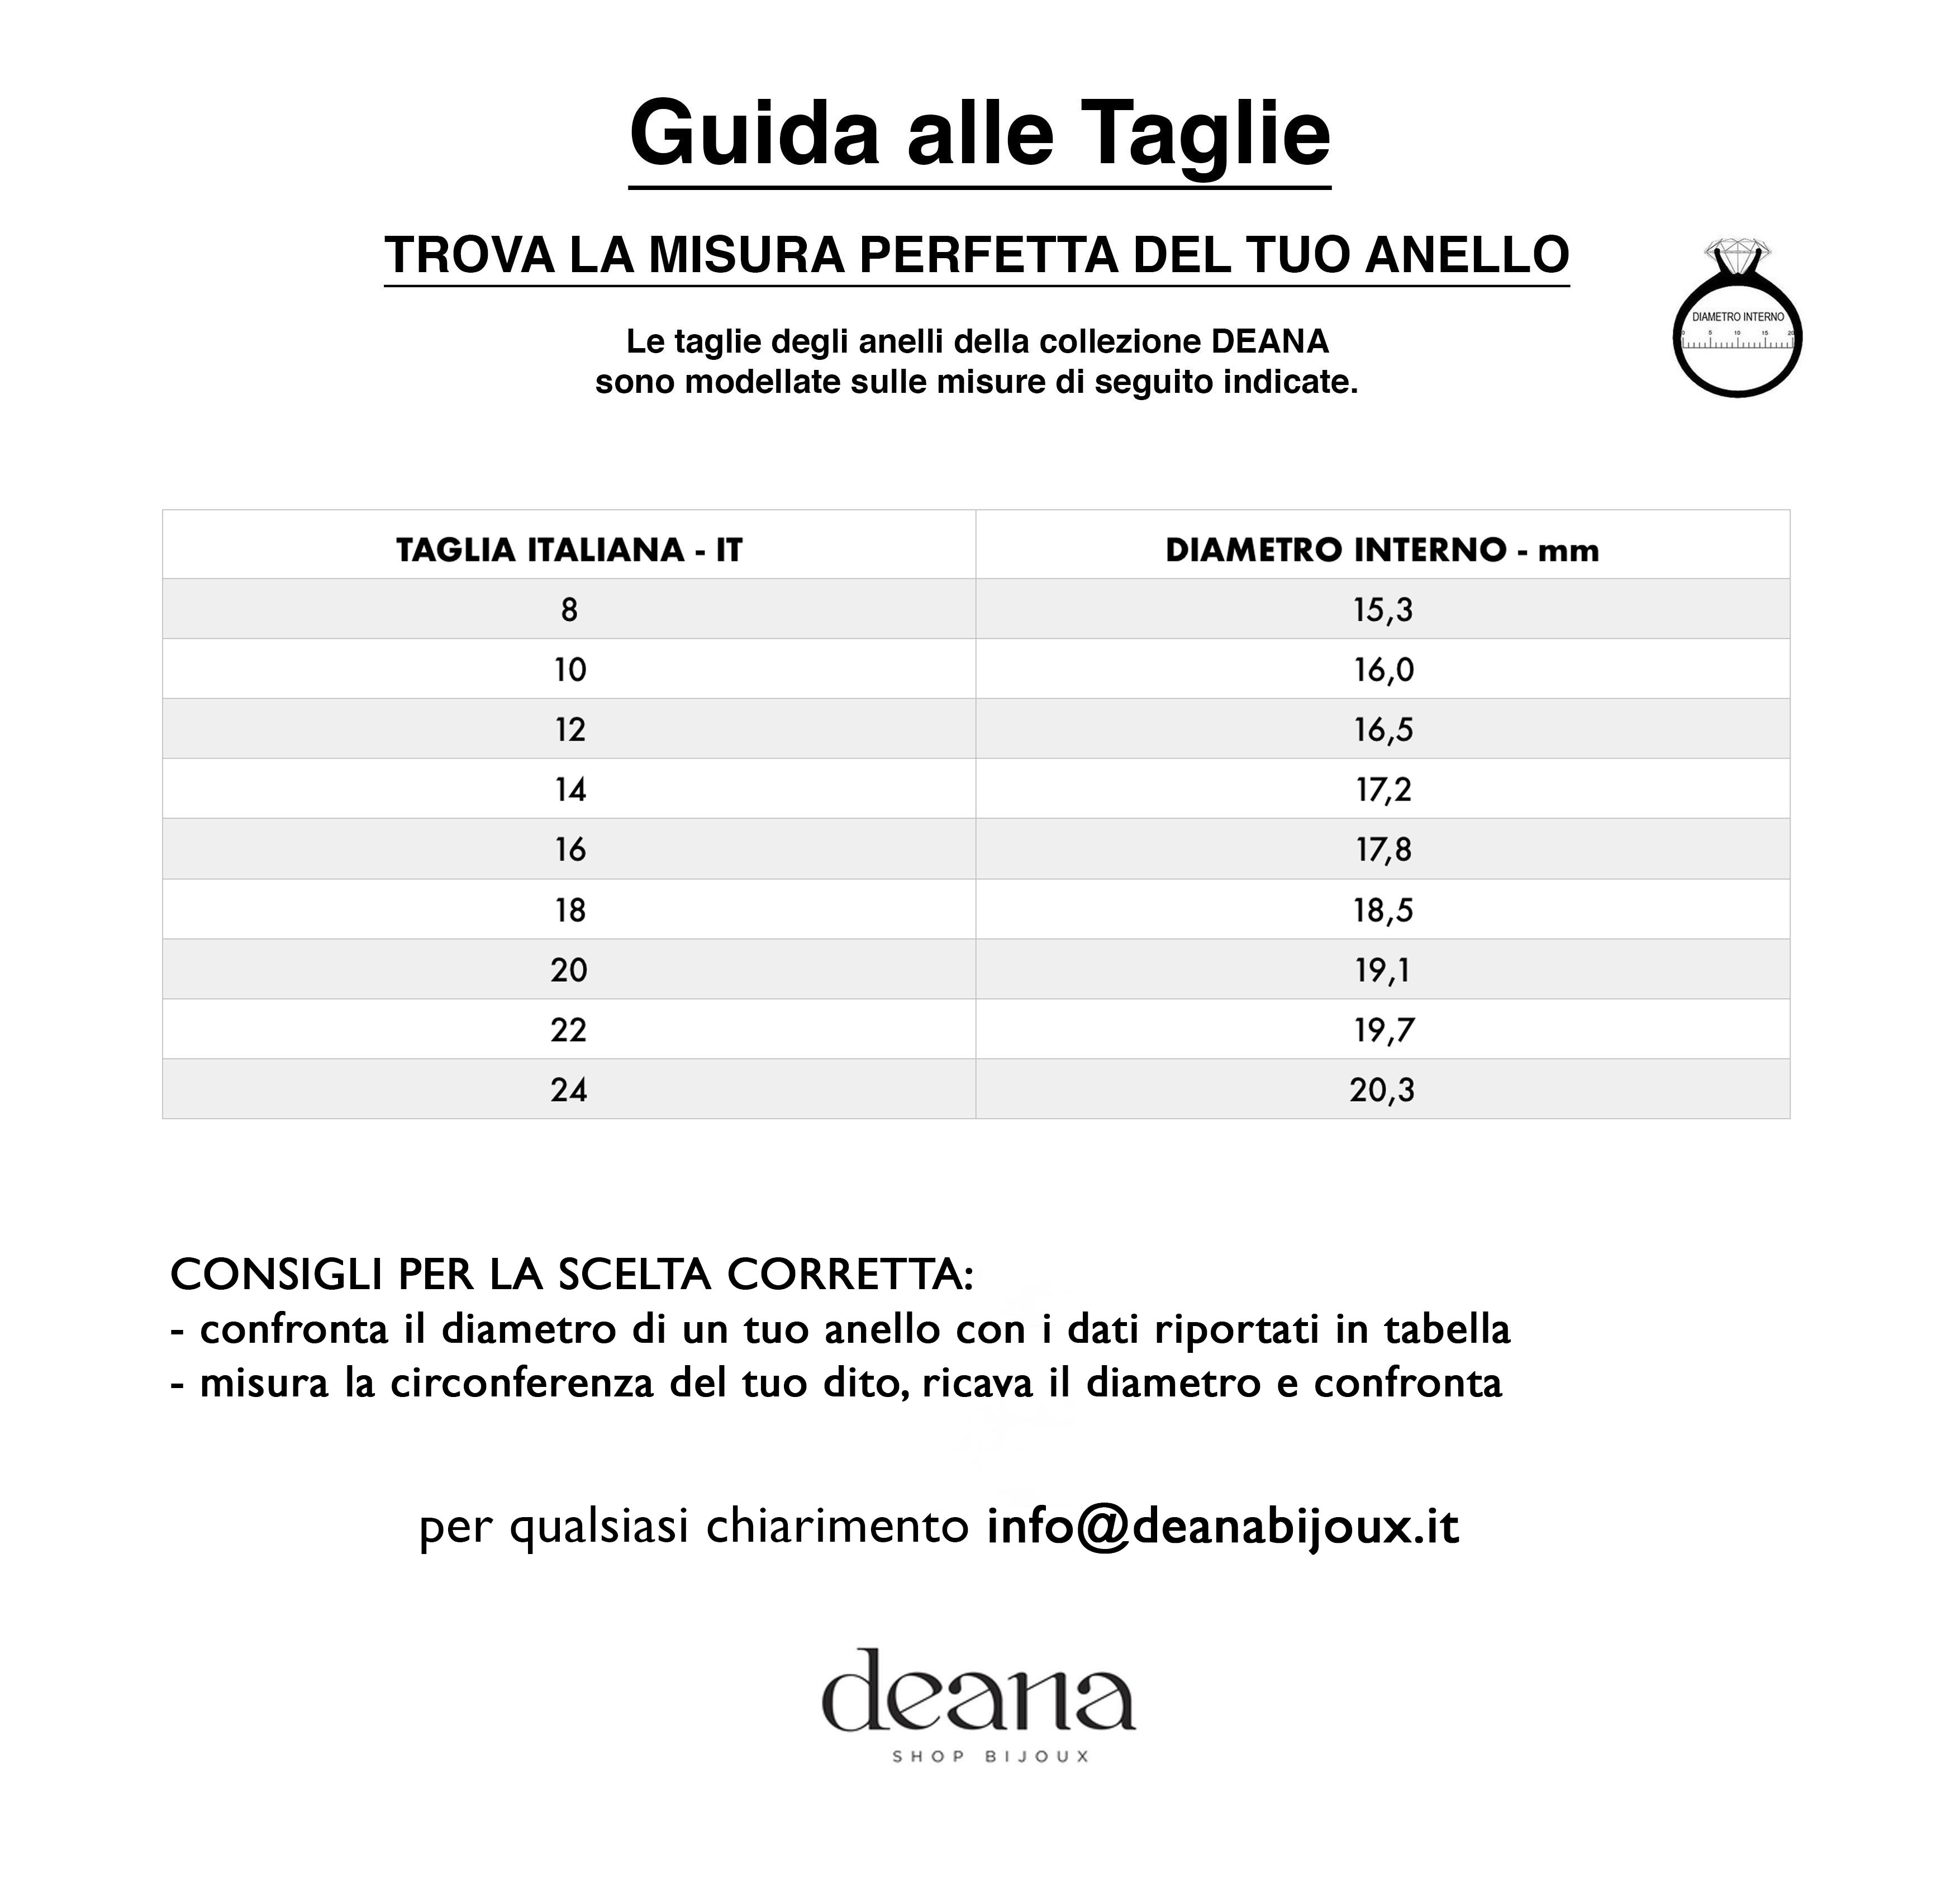 Guida alle Taglie
TROVA LA MISURA PERFETTA DEL TUO ANELLO
Le taglie degli anelli della collezione DEANA
sono modellate sulle misure di seguito indicate.
DIAMETRO INTERNO
0 5 10 15 20
TAGLIA ITALIANA - IT DIAMETRO INTERNO - mm
8 15,3
10 16,0
12 16,5
14 17,2
16 17,8
18 18,5
20 19,1
22 19,7
24 20,3
CONSIGLI PER LA SCELTA CORRETTA:
- confronta il diametro di un tuo anello con i dati riportati in tabella
- misura la circonferenza del tuo dito, ricava il diametro e confronta
per qualsiasi chiarimento info@deanabijoux.it
deana
SHOP BIJOUX